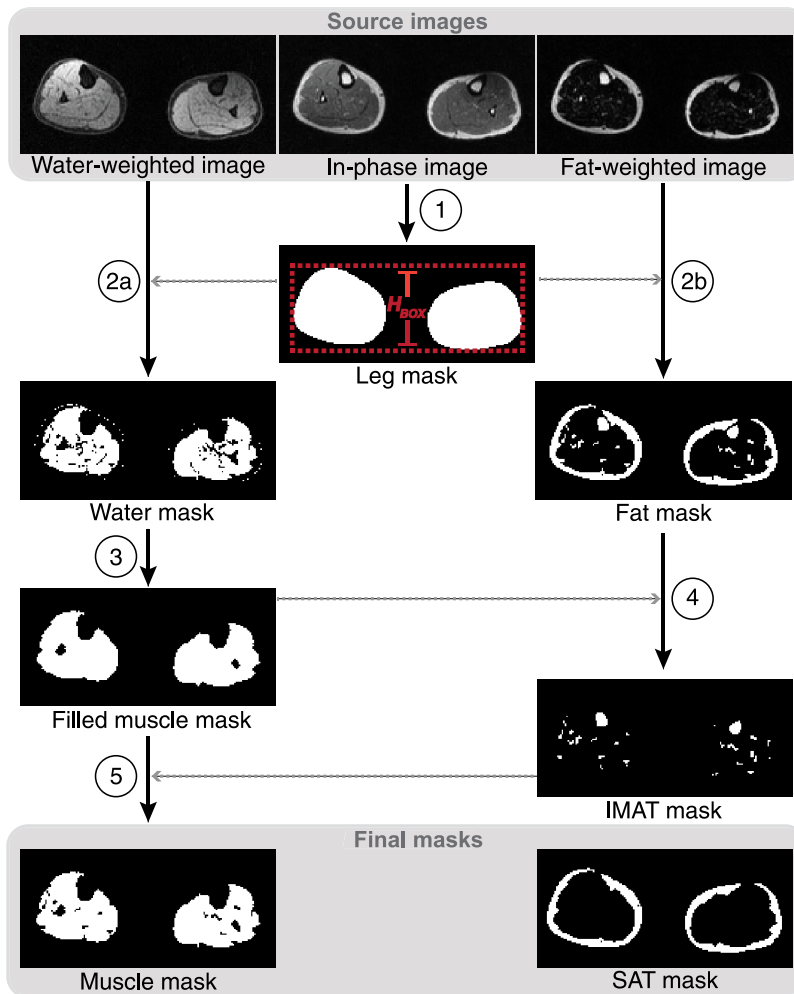 Source images
Water-weighted image
In-phase image
Fat-weighted image
1
2a
2b
H_BOX
Leg mask
Water mask
Fat mask
3
4
Filled muscle mask
5
IMAT mask
Final masks
Muscle mask
SAT mask